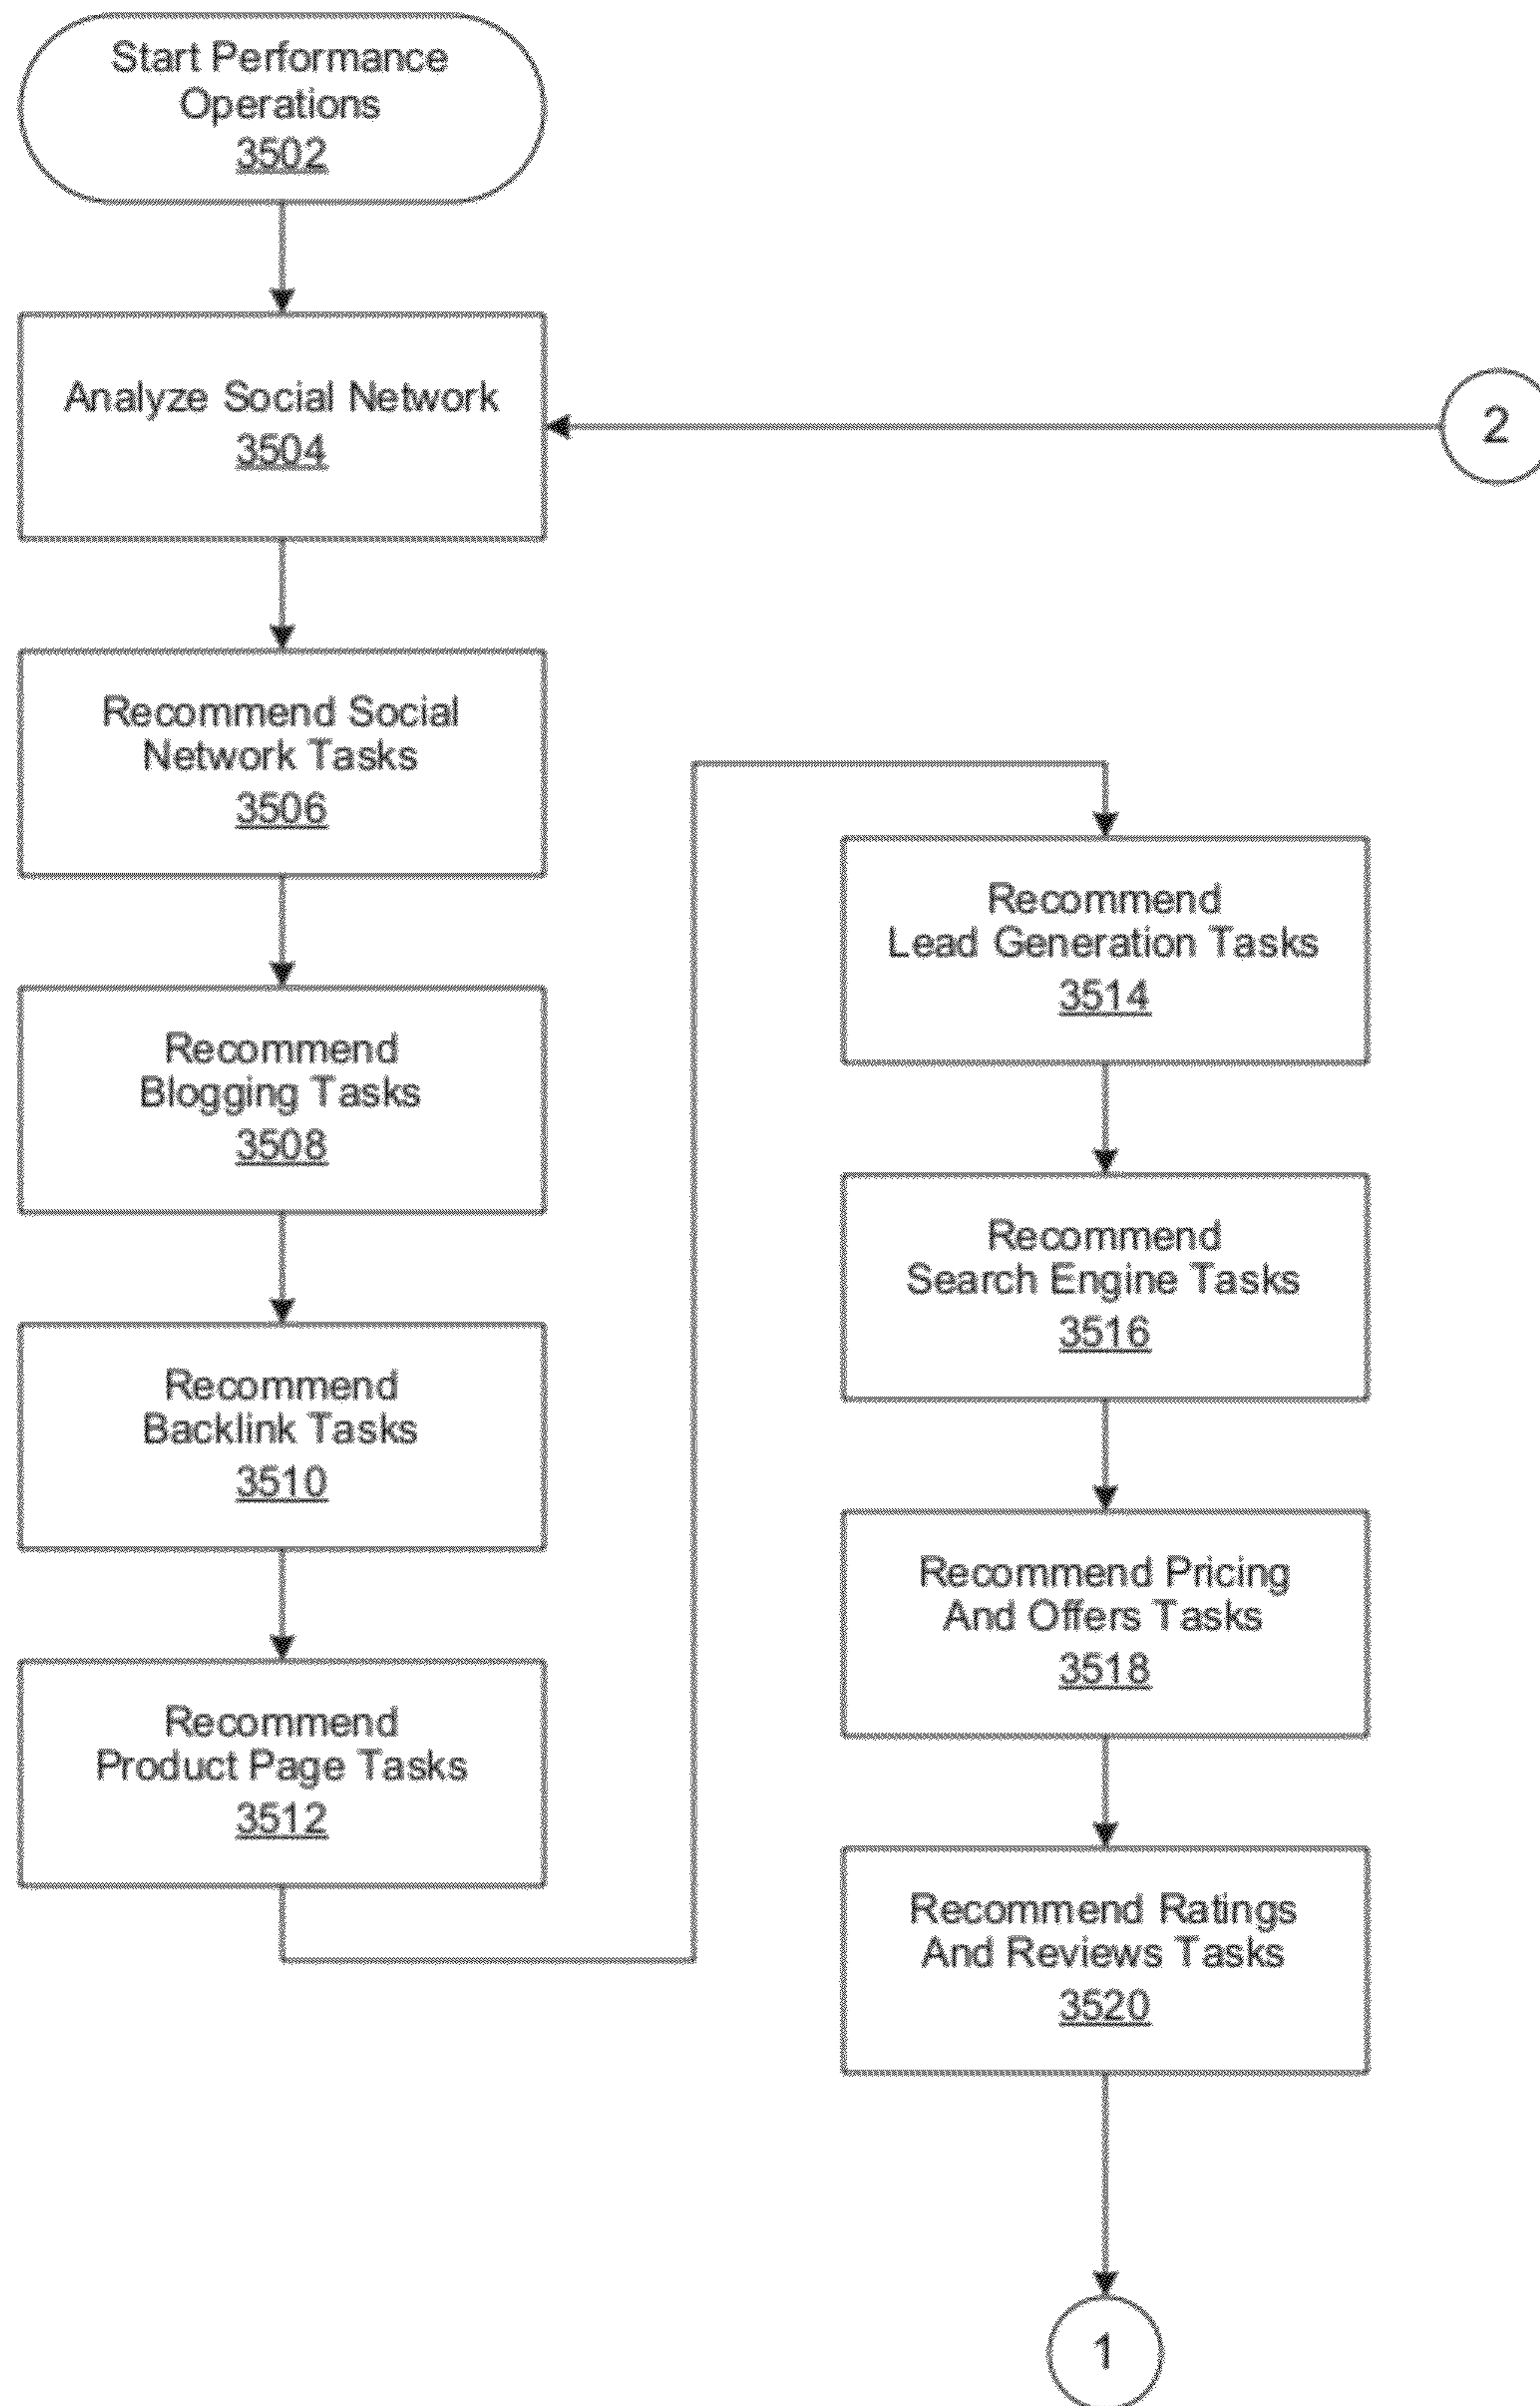 Start Performance
Operations
3502
Analyze Social Network
3504
2
Recommend Social
Network Tasks
3506
Recommend
Blogging Tasks
3508
Recommend
Backlink Tasks
3510
Recommend
Product Page Tasks
3512
Recommend
Lead Generation Tasks
3514
Recommend
Search Engine Tasks
3516
Recommend Pricing
And Offers Tasks
3518
Recommend Ratings
And Reviews Tasks
3520
1